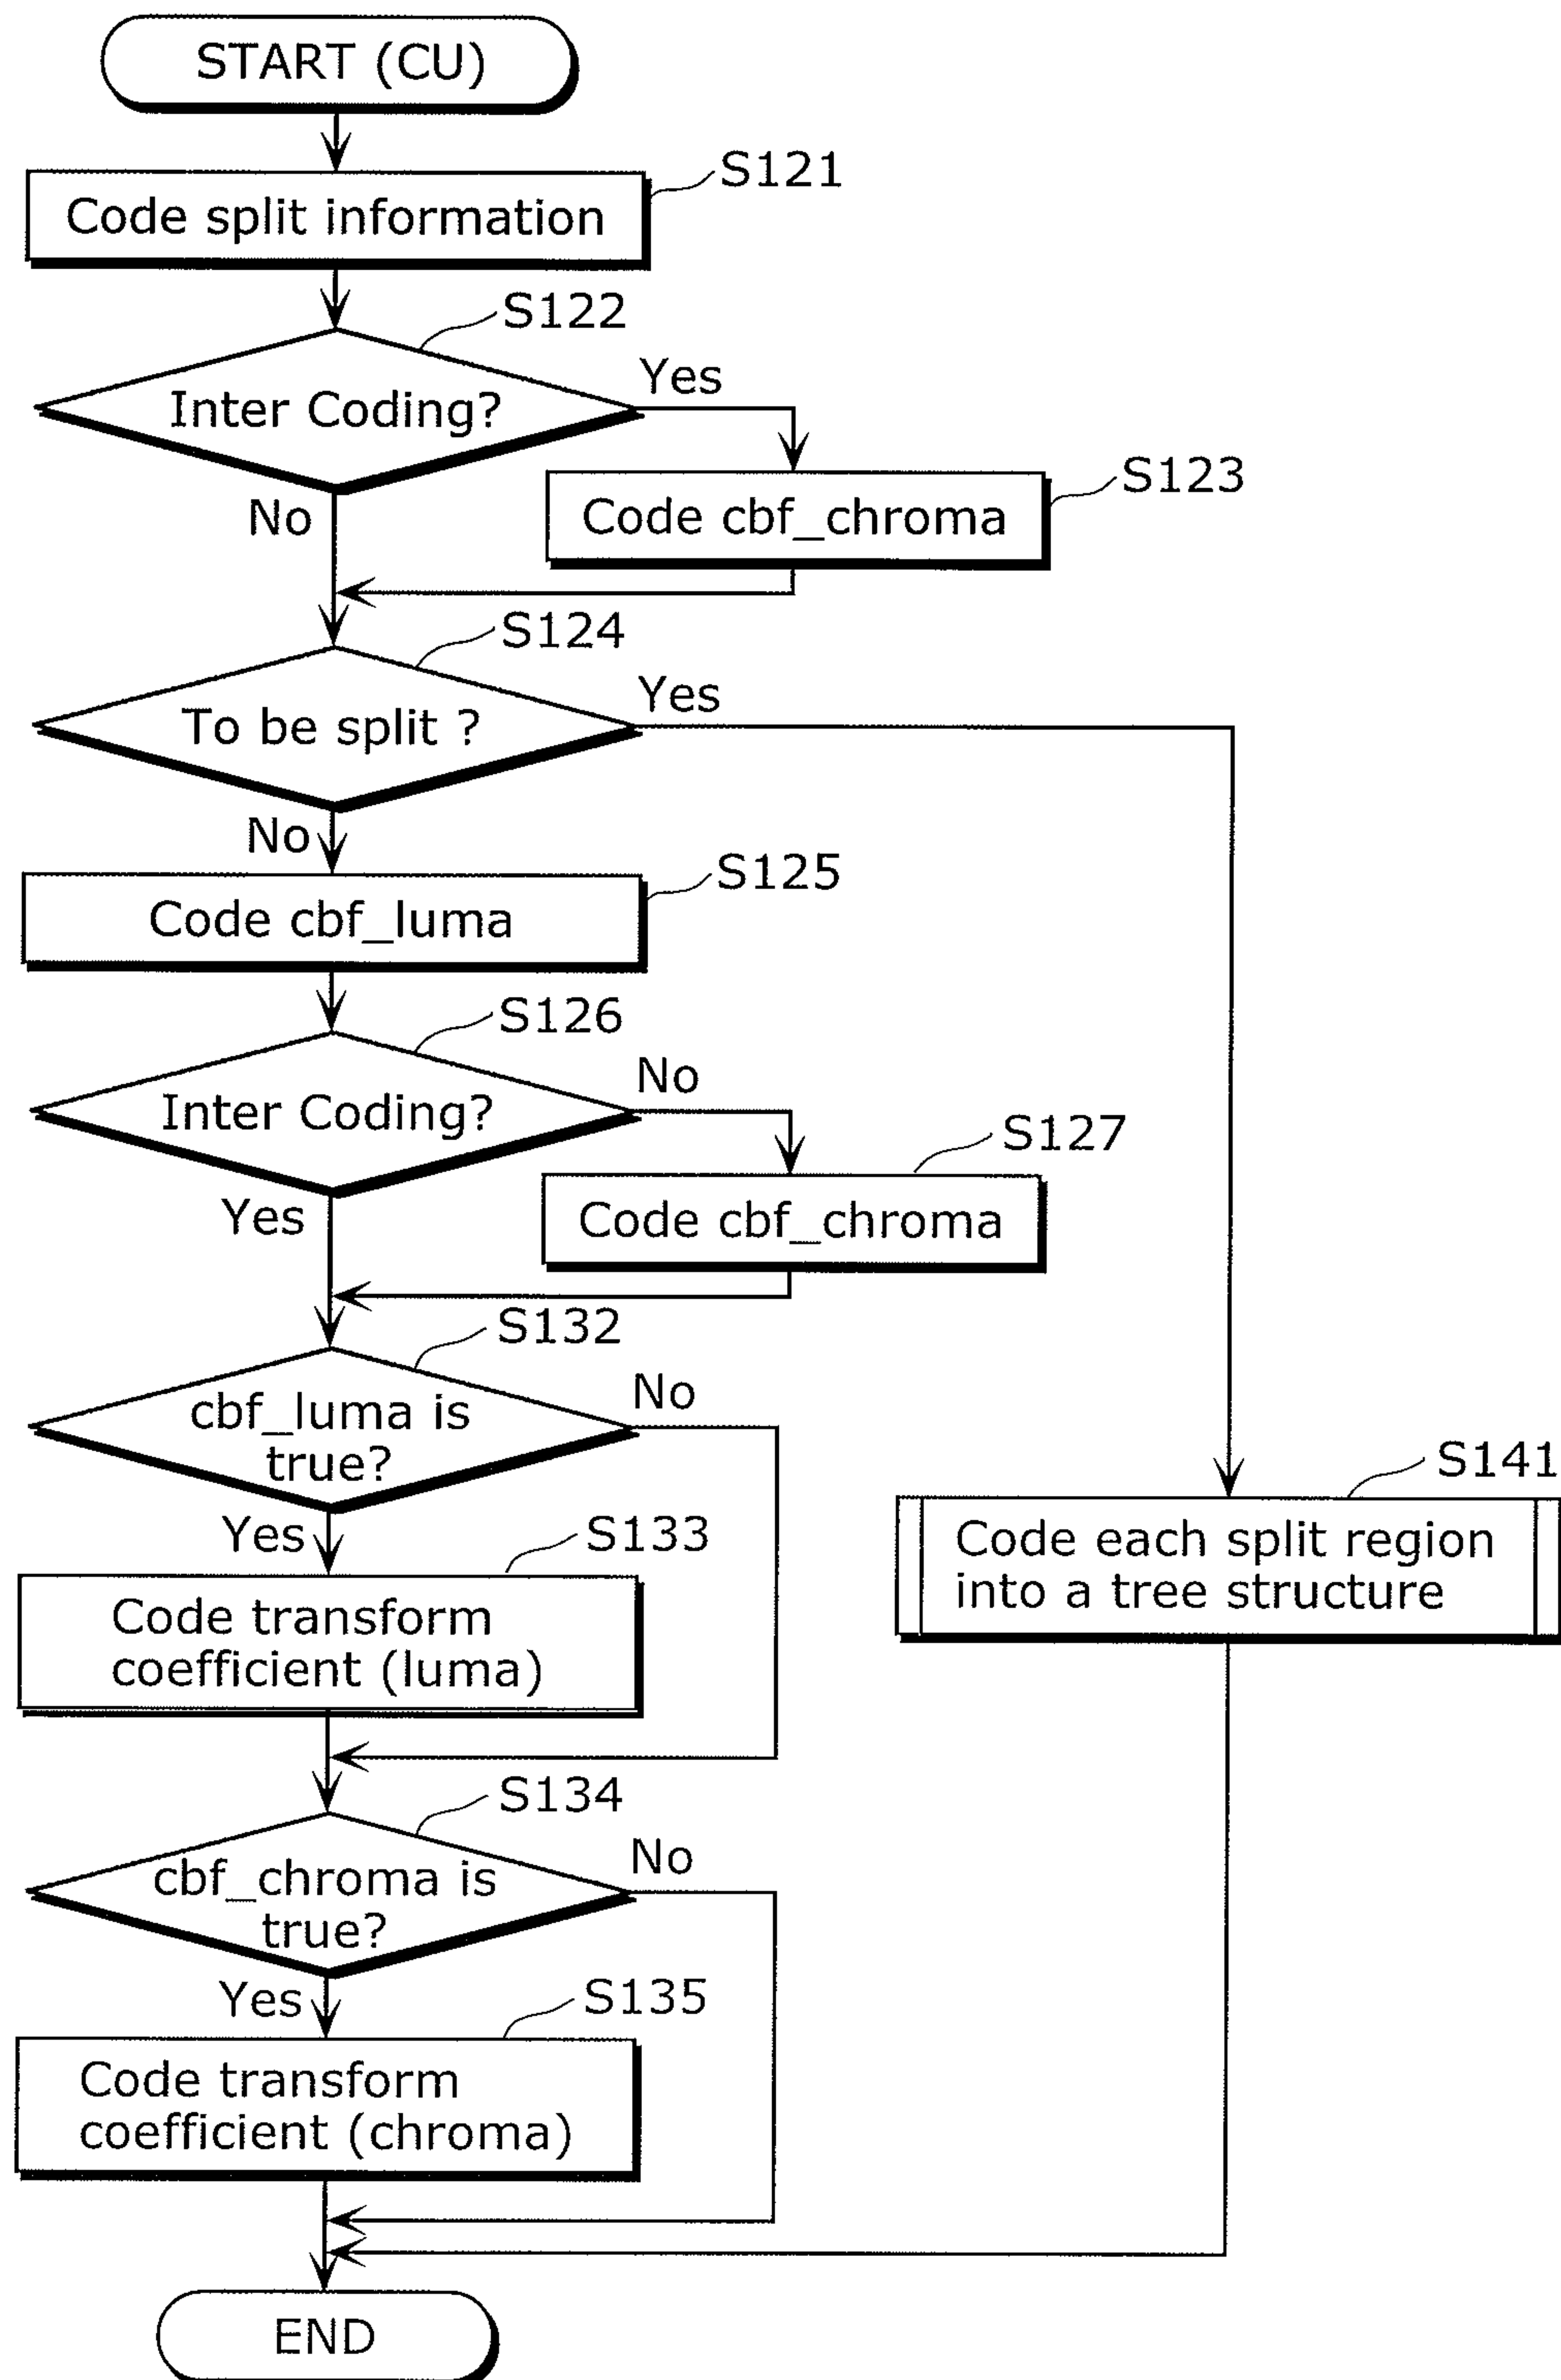 START (CU)
S121
Code split information
S122
Inter Coding?
Yes
No
S123
Code cbf_chroma
S124
To be split ?
Yes
No
S125
Code cbf_luma
S126
Inter Coding?
No
Yes
S127
Code cbf_chroma
S132
cbf_luma is
true?
No
Yes
S133
Code transform
coefficient (luma)
S141
Code each split region
into a tree structure
S134
cbf_chroma is
true?
No
Yes
S135
Code transform
coefficient (chroma)
END